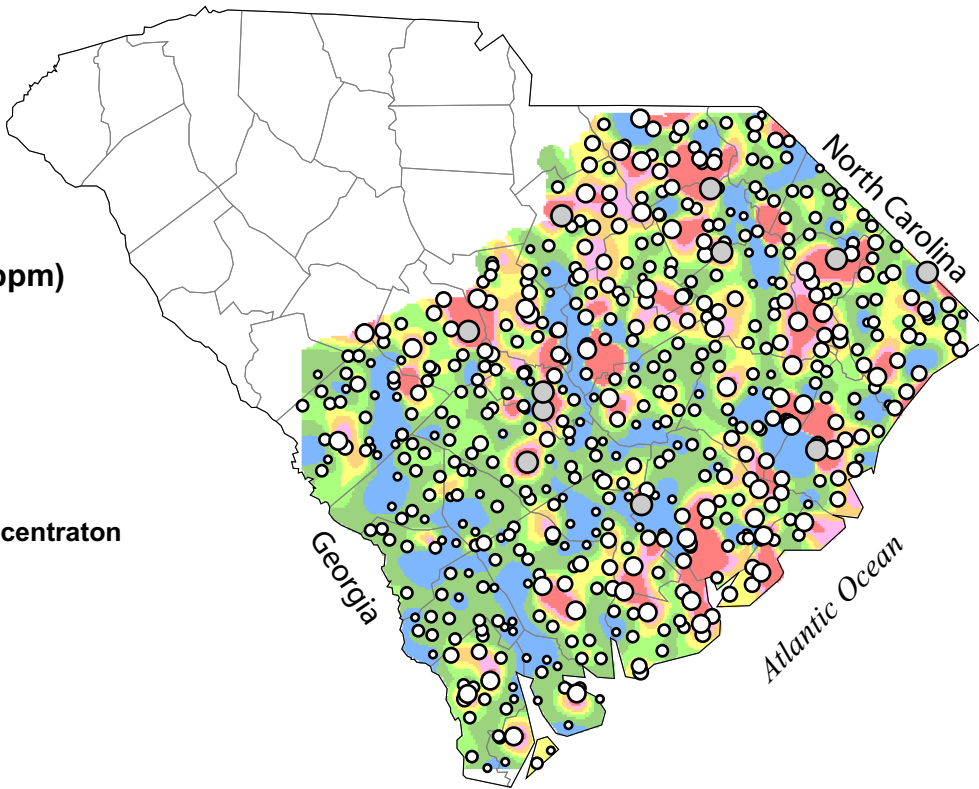 North Carolina
ppm)
centraton
Georgia
Atlantic Ocean